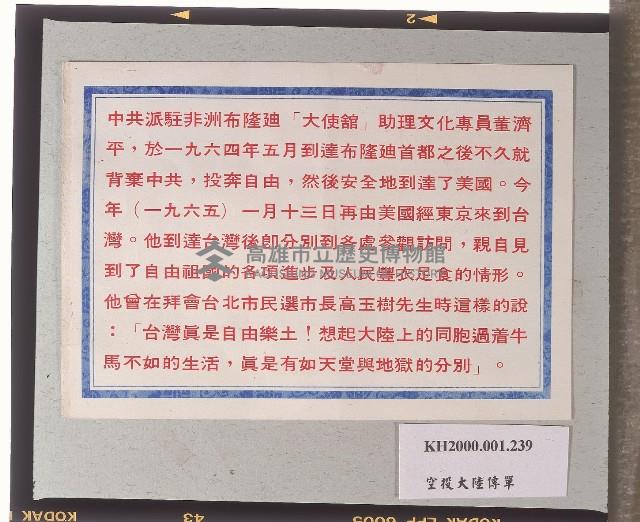 中共派駐非洲布隆廸「大使舘」助理文化專員董濟
平，於一九六四年五月到達布隆廸首都之後不久就
背棄中共，投奔自由，然後安全地到達了美國。今
年（一九六五）一月十三日再由美國經東京來到台
灣。他到達台灣後卽分別到各處參觀訪問，親自見
到了自由祖國的各項進步及人民豐衣足食的情形。
他曾在拜會台北市民選市長高玉樹先生時這樣的說
：「台灣眞是自由樂土！想起大陸上的同胞過着牛
馬不如的生活，眞是有如天堂與地獄的分別」。
高雄市立歷史博物館
KAOHSIUNG MUSEUM OF HISTORY
KH2000.001.239
空投大陸傳單
2
KODAK
43
KODAK EPP 6005
KODAK